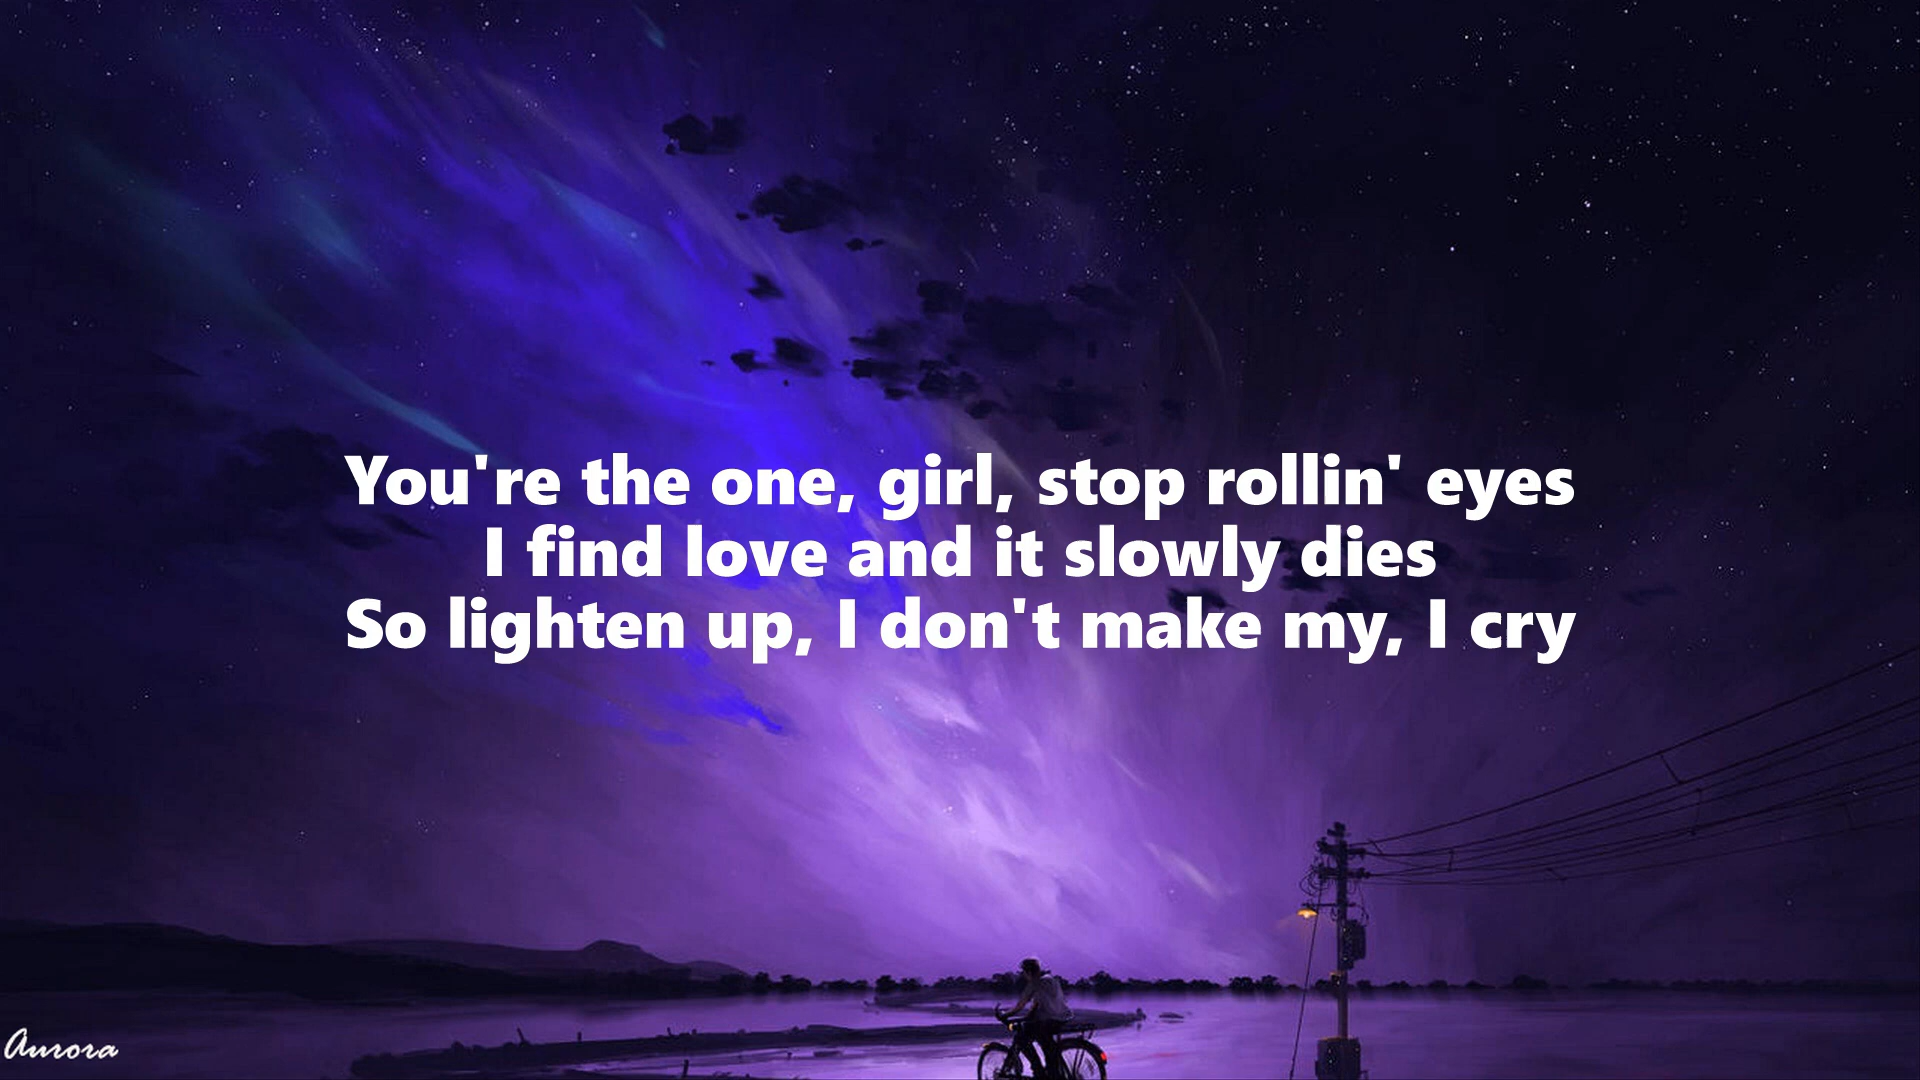 You're the one, girl, stop rollin' eyes
I find love and it slowly dies
So lighten up, I don't make my, I cry
Aurora